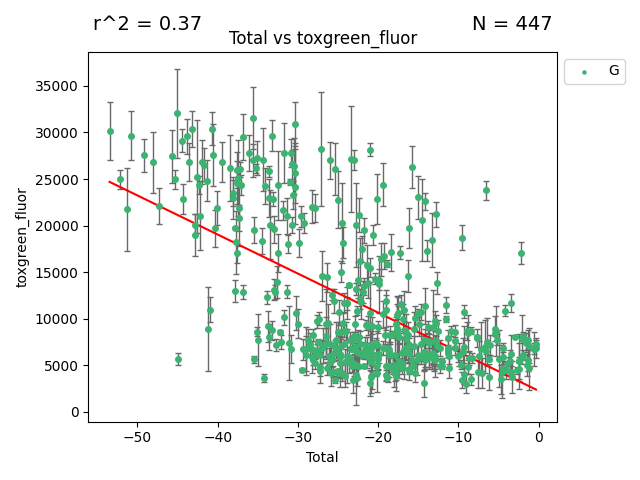 r^2 = 0.37
N = 447
Total vs toxgreen_fluor
G
35000
30000
25000
20000
15000
10000
5000
0
toxgreen_fluor
−50 −40 −30 −20 −10 0
Total